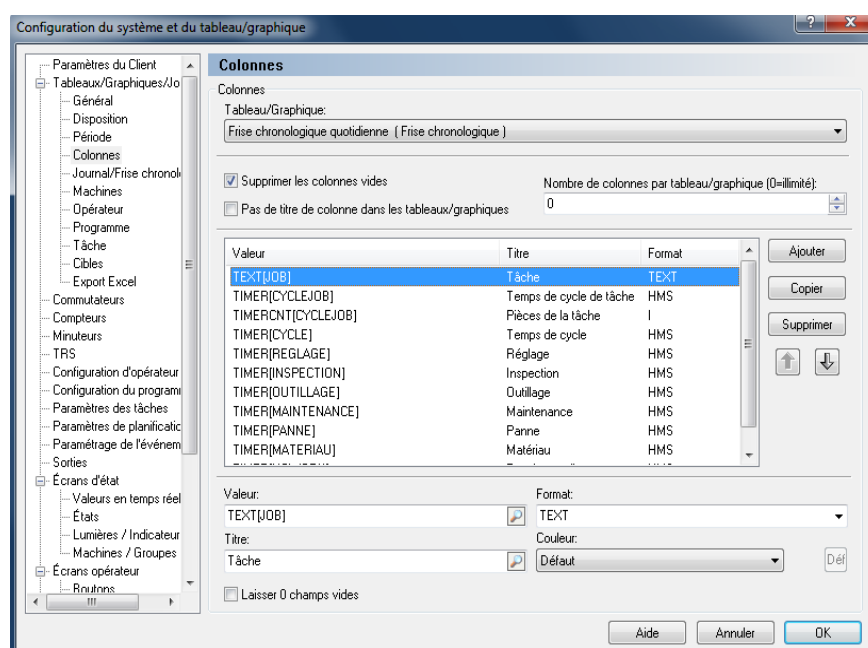 Configuration du système et du tableau/graphique
?
X
Paramètres du Client
Tableaux/Graphiques/Jo
Général
Disposition
Période
Colonnes
Journal/Frise chronol
Machines
Opérateur
Programme
Tâche
Cibles
Export Excel
Commutateurs
Compteurs
Minuteurs
TRS
Configuration d'opérateur
Configuration du program
Paramètres des tâches
Paramètres de planificatic
Paramétrage de l'événem
Sorties
Écrans d'état
Valeurs en temps réel
États
Lumières / Indicateur
Machines / Groupes
Écrans opérateur
Boutons
Colonnes
Colonnes
Tableau/Graphique:
Frise chronologique quotidienne ( Frise chronologique )
Supprimer les colonnes vides
Nombre de colonnes par tableau/graphique (0=illimité):
Pas de titre de colonne dans les tableaux/graphiques
0
Valeur Titre Format
TEXT[JOB] Tâche TEXT
TIMER[CYCLEJOB] Temps de cycle de tâche HMS
TIMERCNT[CYCLEJOB] Pièces de la tâche I
TIMER[CYCLE] Temps de cycle HMS
TIMER[REGLAGE] Réglage HMS
TIMER[INSPECTION] Inspection HMS
TIMER[OUTILLAGE] Outillage HMS
TIMER[MAINTENANCE] Maintenance HMS
TIMER[PANNE] Panne HMS
TIMER[MATERIAU] Matériau HMS
Ajouter
Copier
Supprimer
Valeur: Format:
TEXT[JOB] TEXT
Titre: Couleur:
Tâche Défaut Déf
Laisser 0 champs vides
Aide Annuler OK